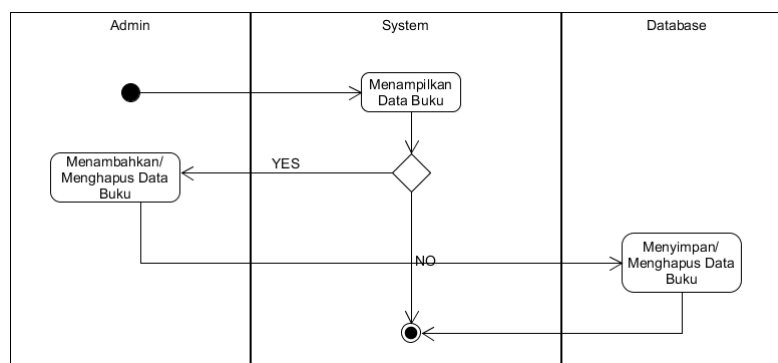 Admin
System
Database
Menampilkan
Data Buku
YES
Menambahkan/
Menghapus Data
Buku
NO
Menyimpan/
Menghapus Data
Buku